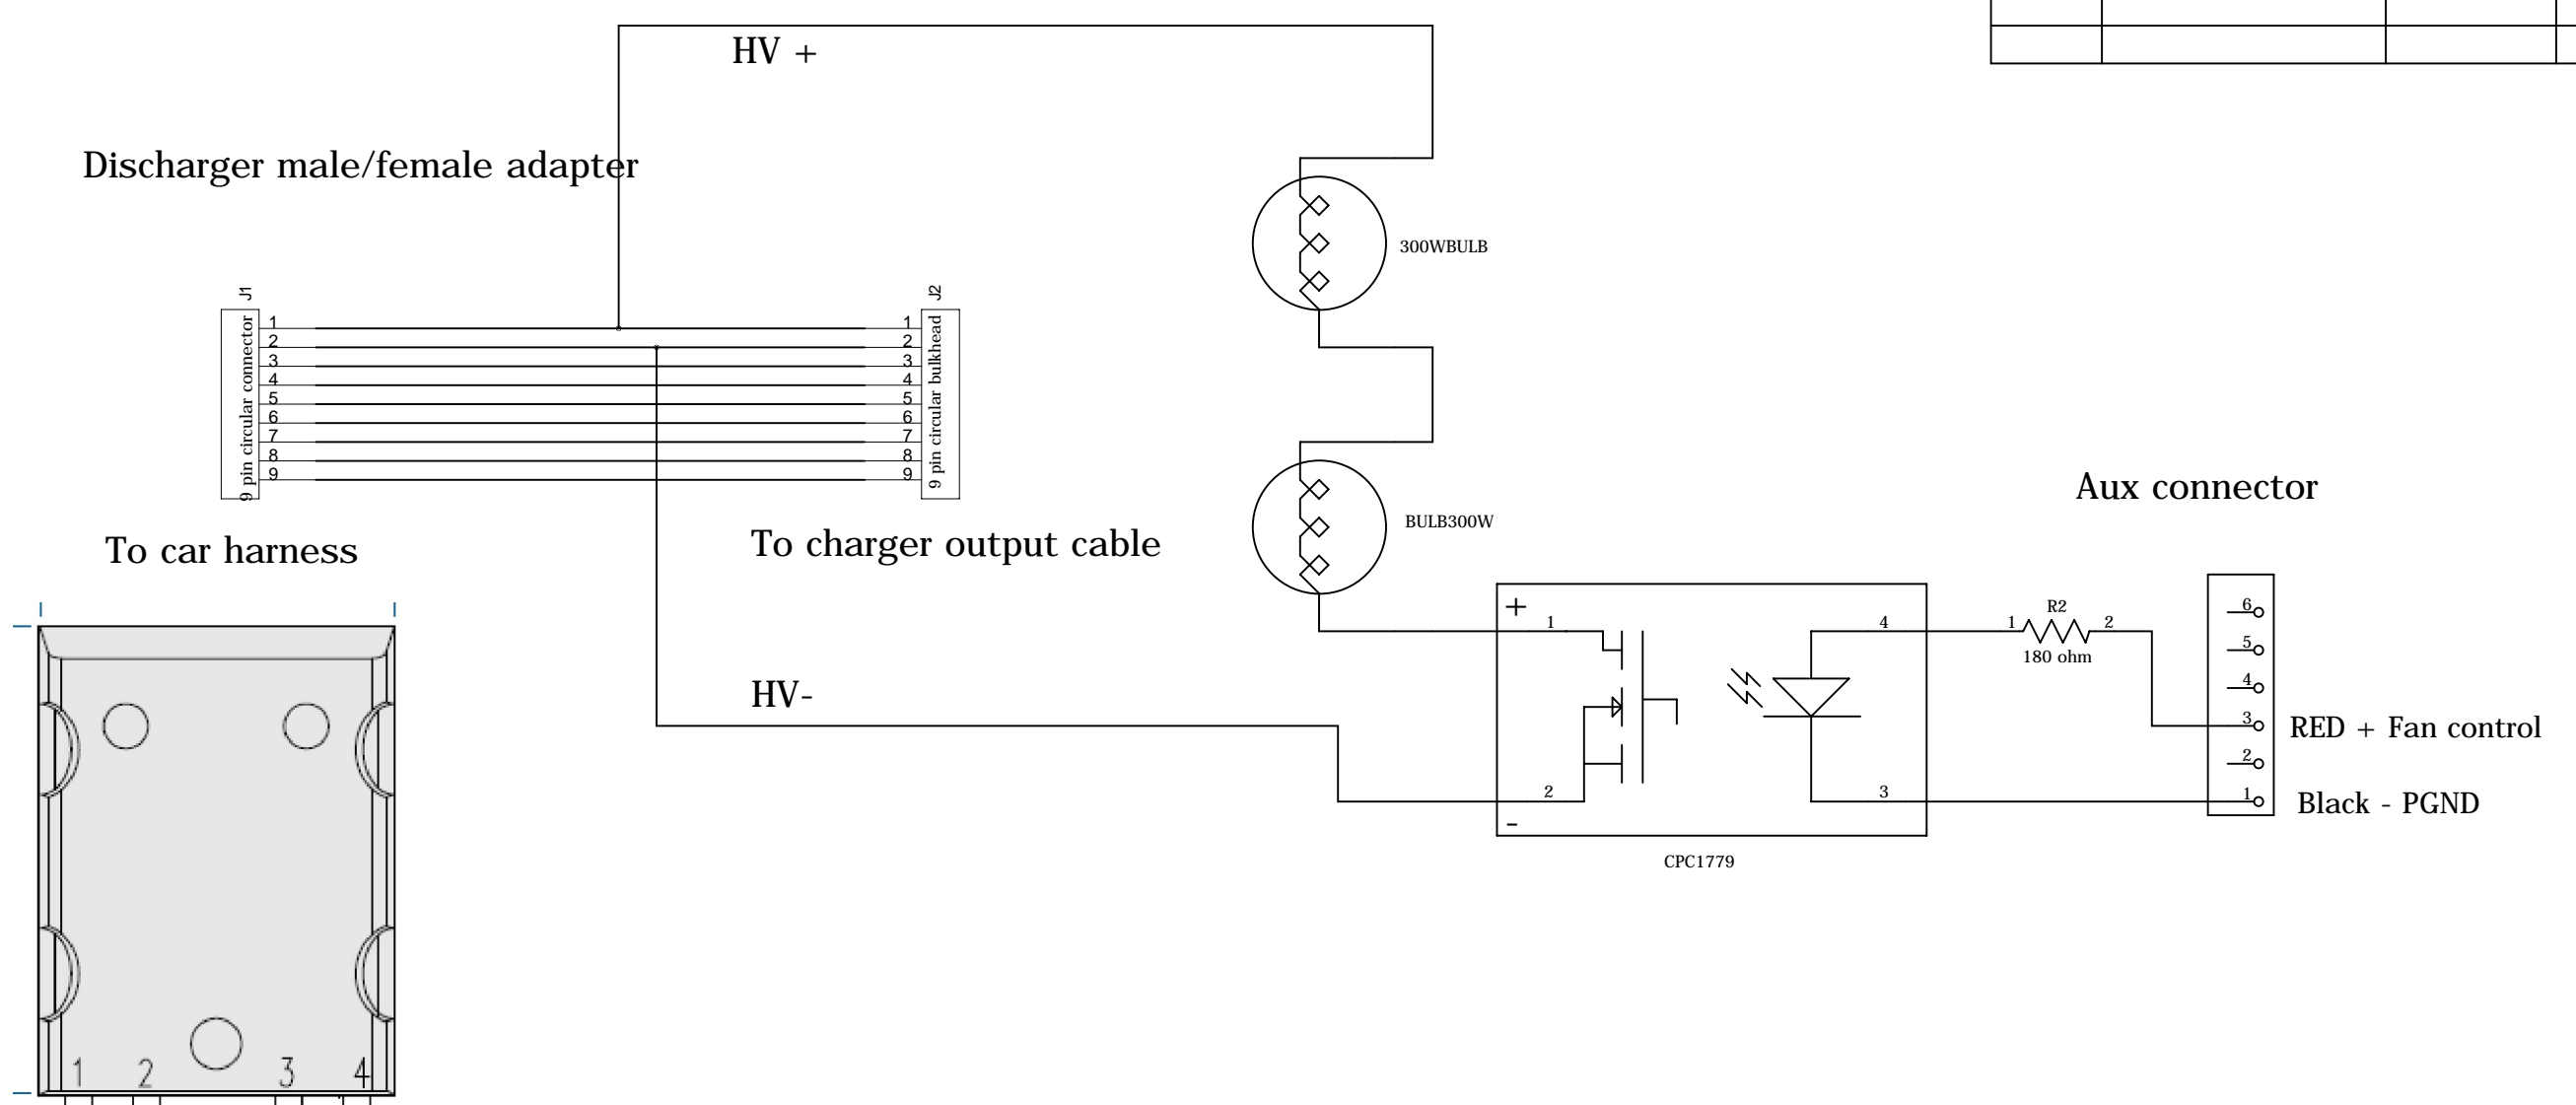 HV +
Discharger male/female adapter
300WBULB
J1
J2
9 pin circular connector
1
2
3
4
5
6
7
8
9
1
2
3
4
5
6
7
8
9
9 pin circular bulkhead
To car harness
To charger output cable
BULB300W
Aux connector
HV-
+
1
2
-
4
3
CPC1779
1
R2
2
180 ohm
6
5
4
3
2
1
RED + Fan control
Black - PGND
1 2 3 4